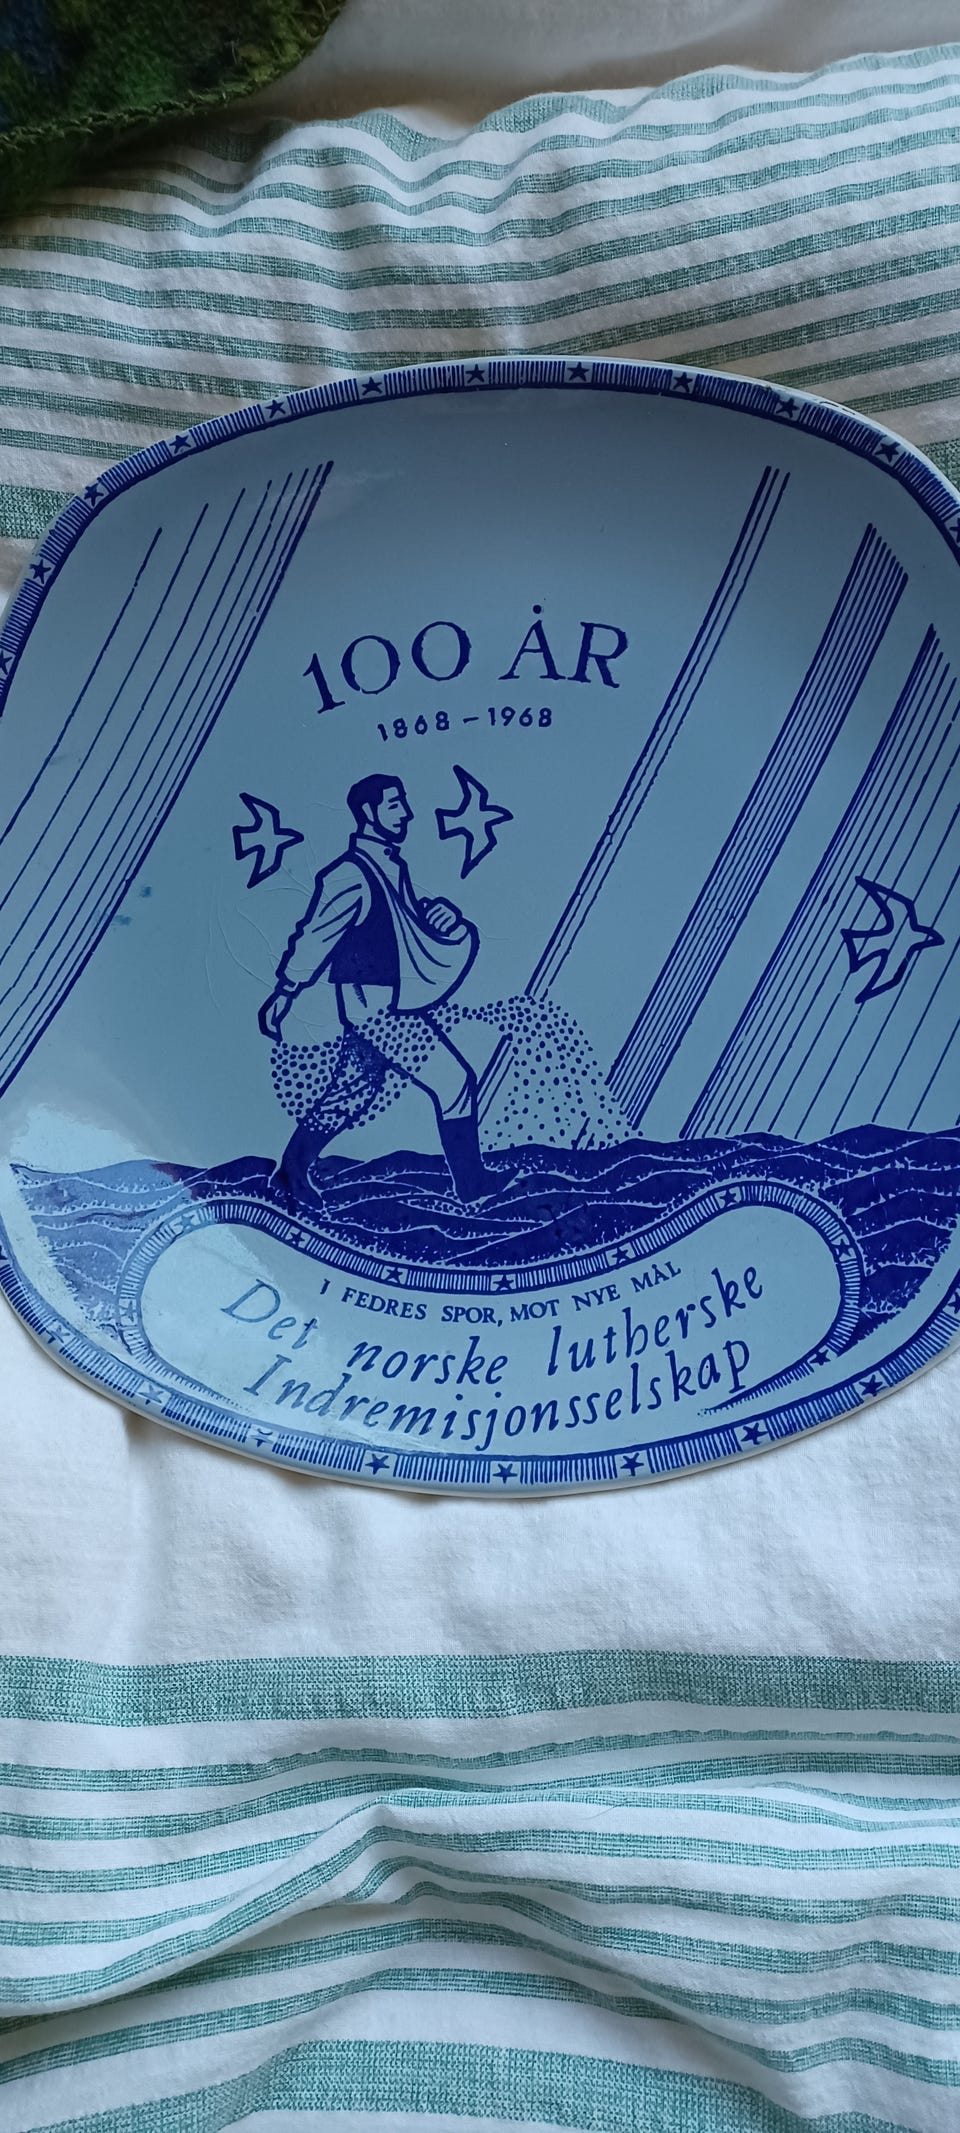 100 ÅR
1868-1968
I FEDRES SPOR, MOT NYE MÅL
Det norske lutherske
Indremisjonsselskap